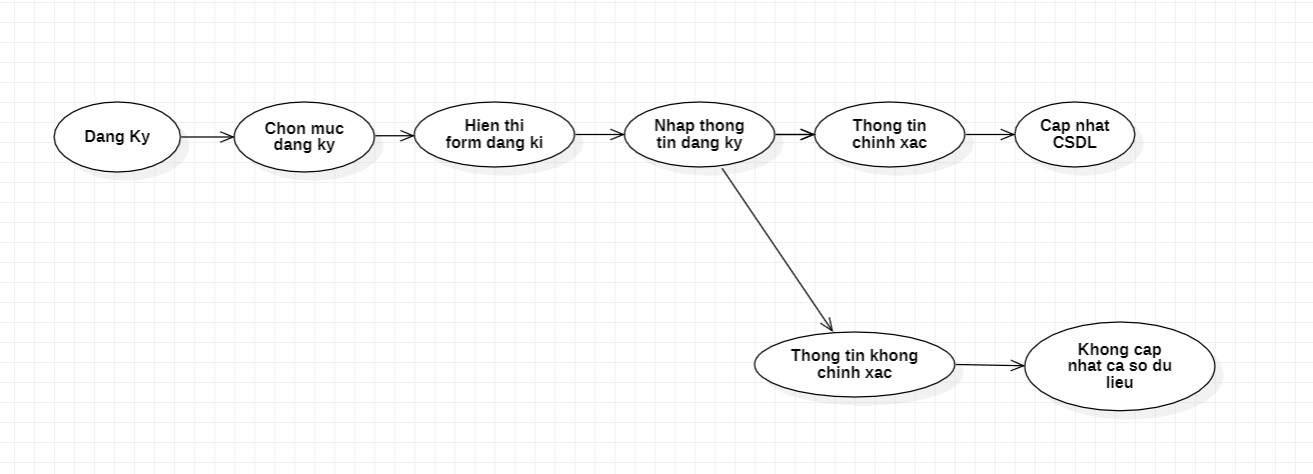 Dang Ky
Chon muc
dang ky
Hien thi
form dang ki
Nhap thong
tin dang ky
Thong tin
chinh xac
Cap nhat
CSDL
Thong tin khong
chinh xac
Khong cap
nhat ca so du
lieu